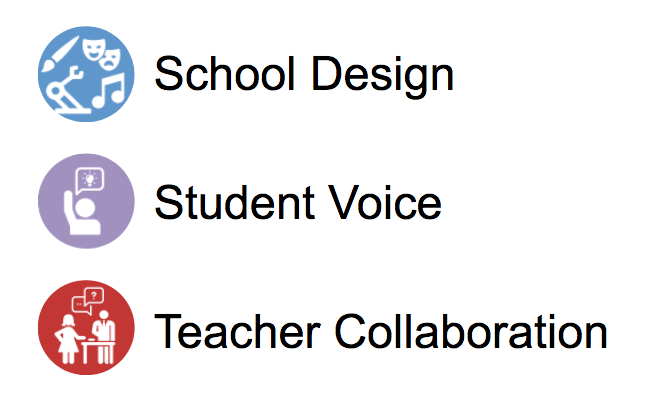 School Design
Student Voice
Teacher Collaboration